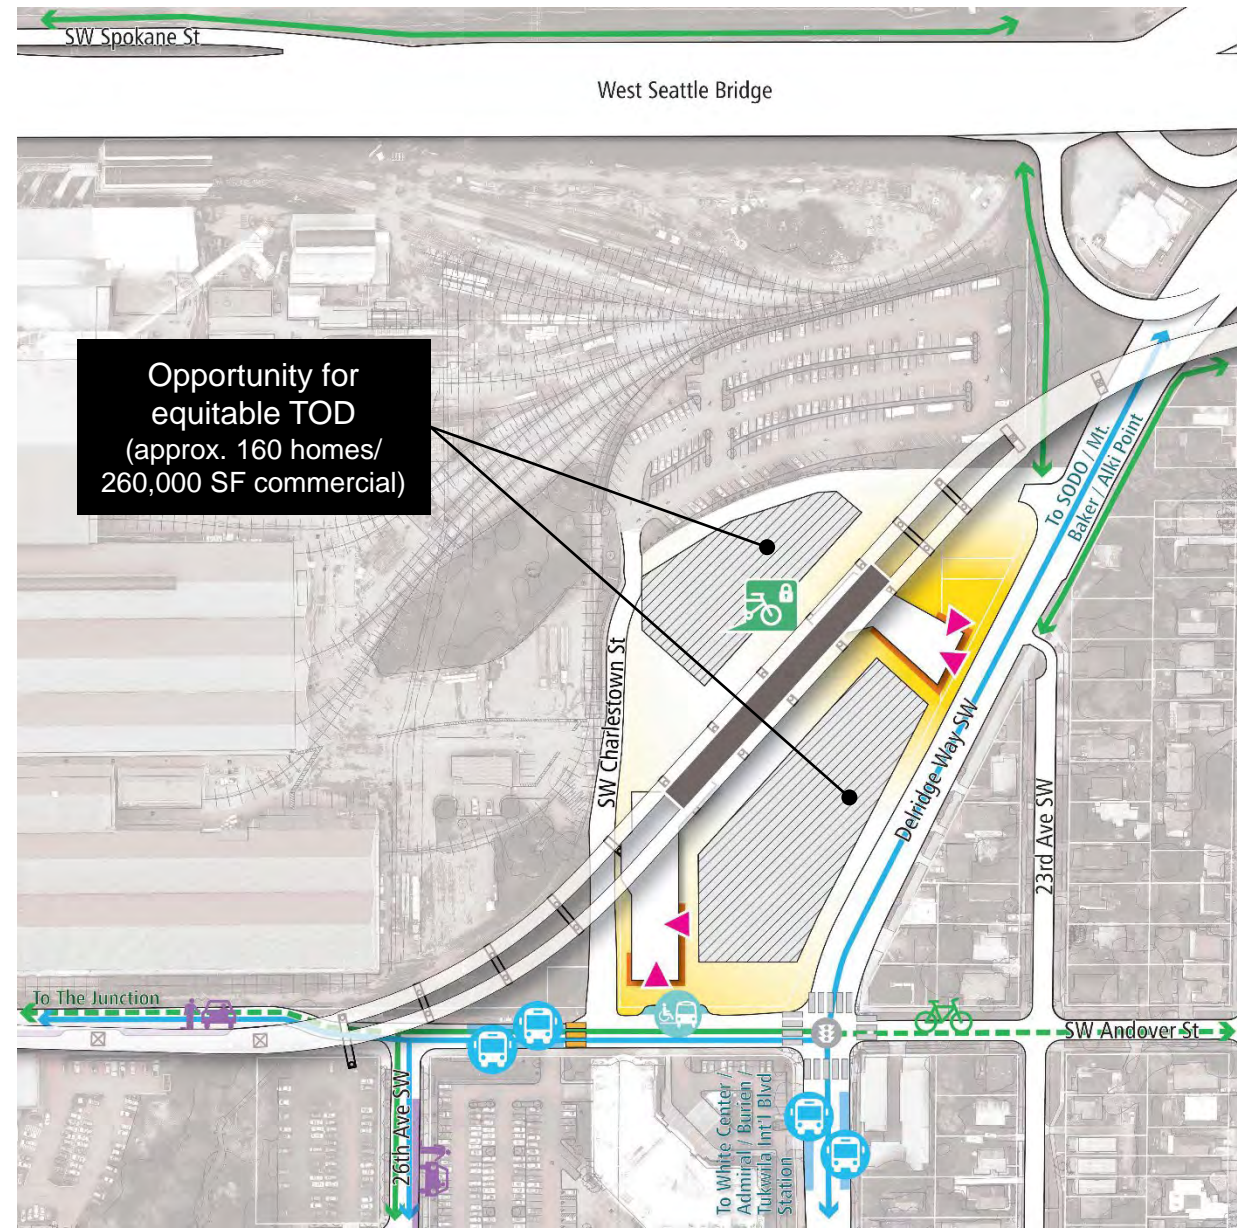 SW Spokane St
West Seattle Bridge
Opportunity for
equitable TOD
(approx. 160 homes/
260,000 SF commercial)
To SODO / Mt.
Baker / Alki Point
SW Charlestown St
Delridge Way SW
23rd Ave SW
To The Junction
SW Andover St
26th Ave SW
To White Center /
Admiral / Burien /
Tukwila Int'l Blvd
Station